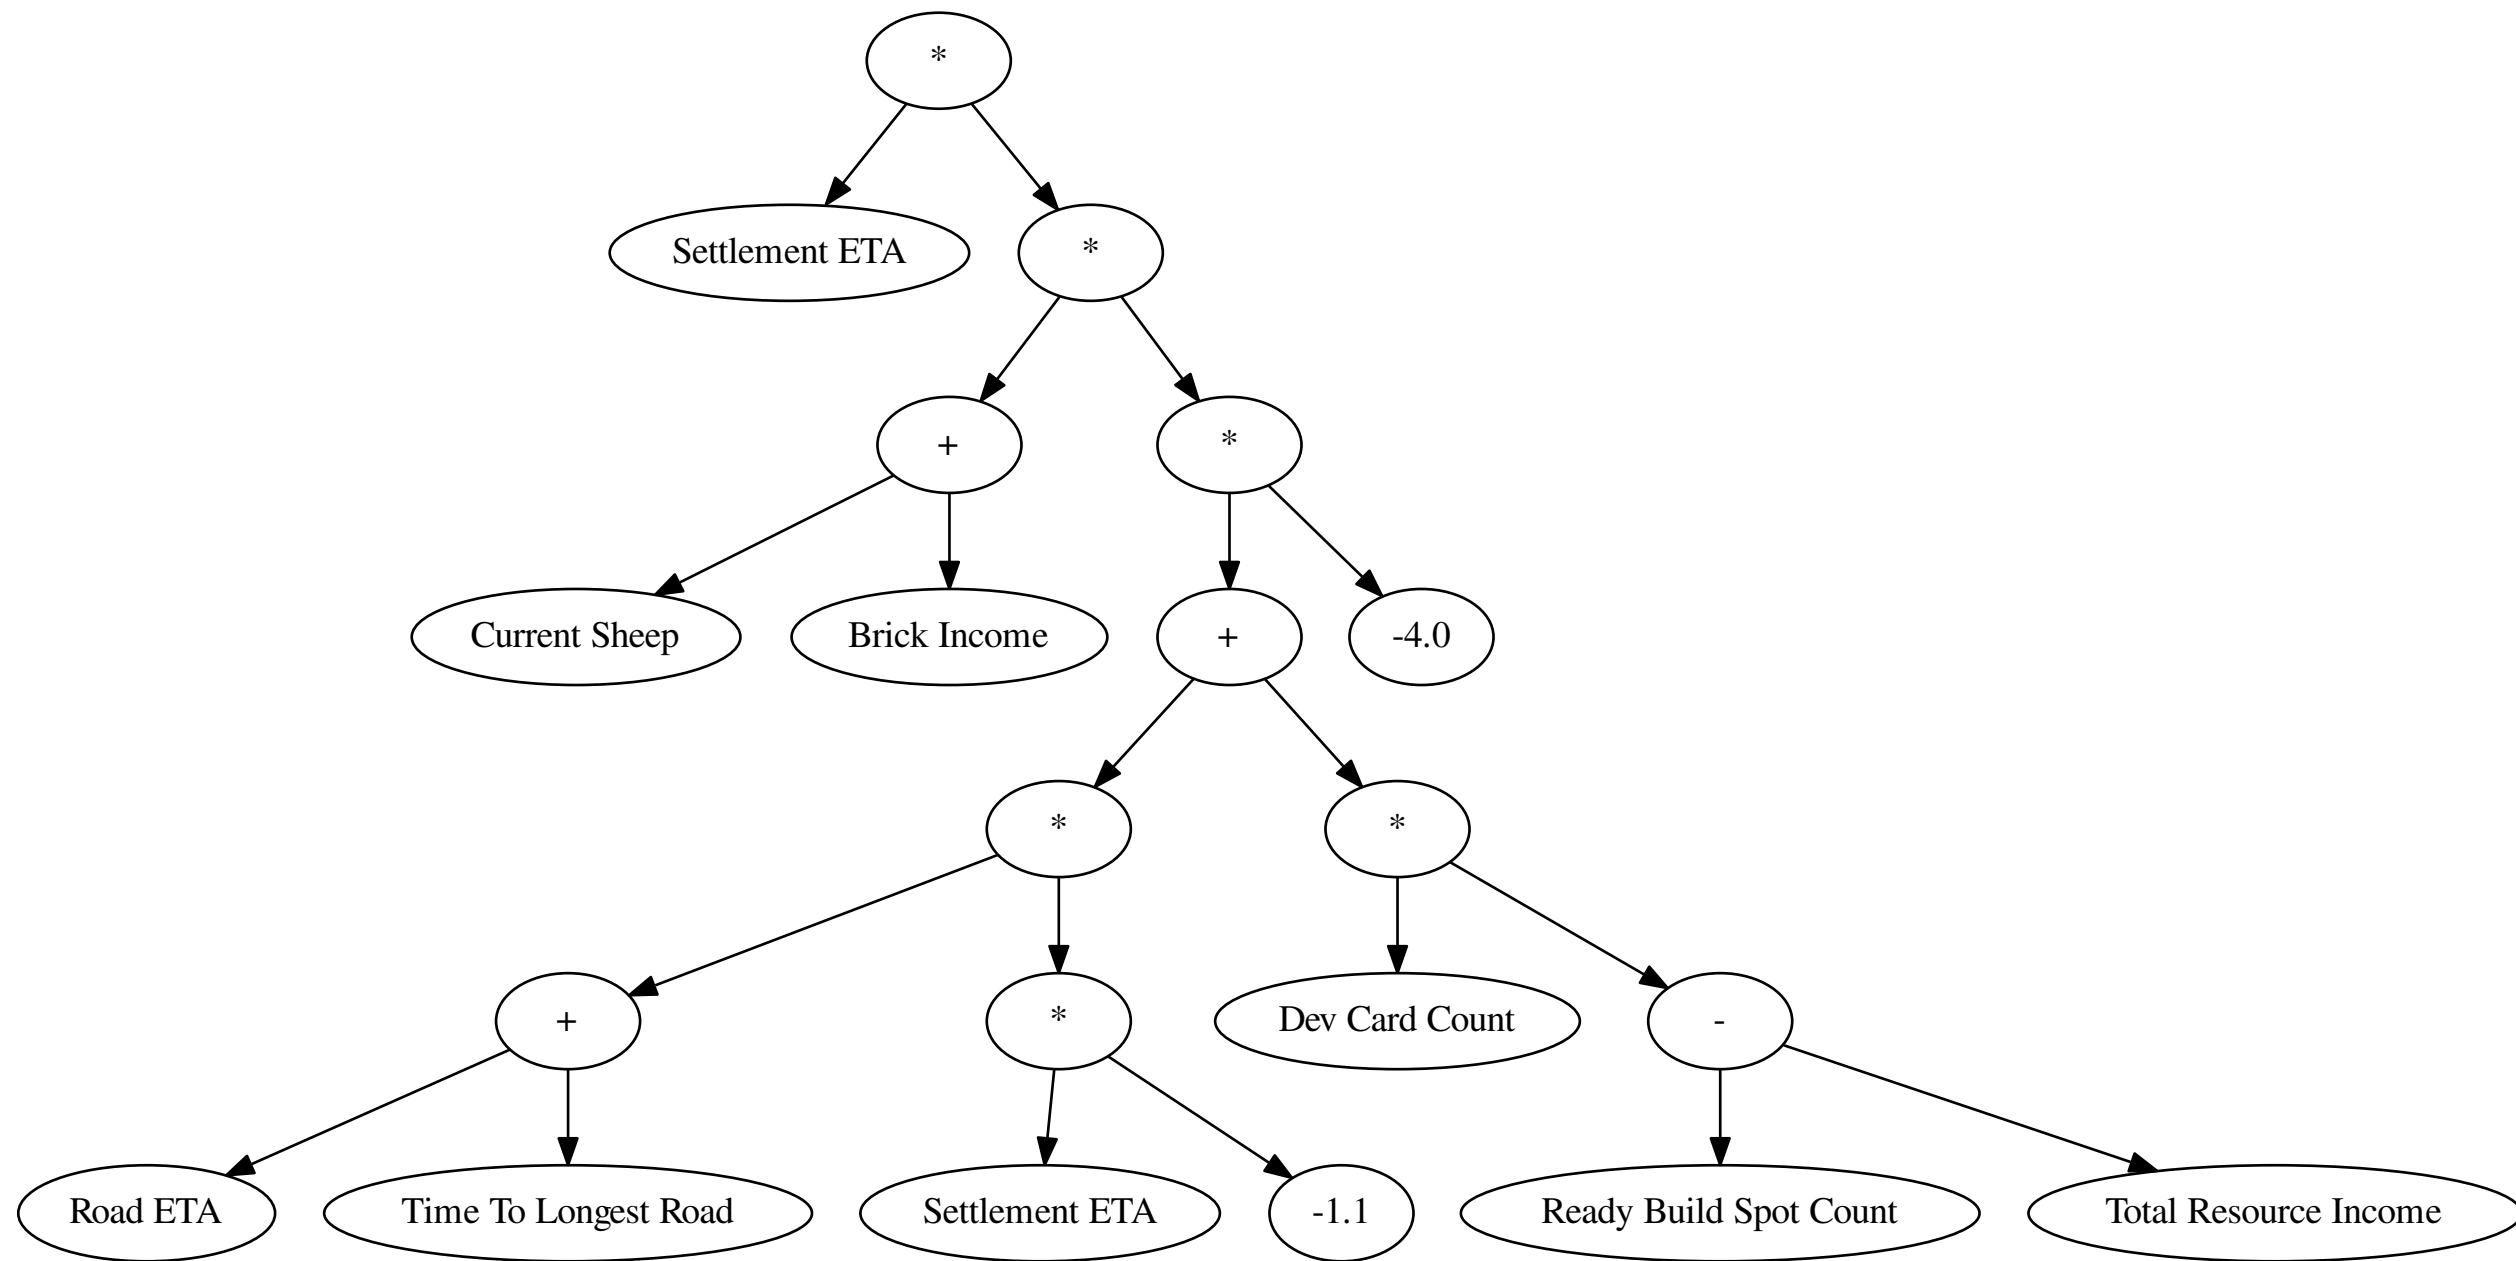 *
Settlement ETA
*
+
*
Current Sheep
Brick Income
+
-4.0
*
*
+
*
Dev Card Count
-
Road ETA
Time To Longest Road
Settlement ETA
-1.1
Ready Build Spot Count
Total Resource Income